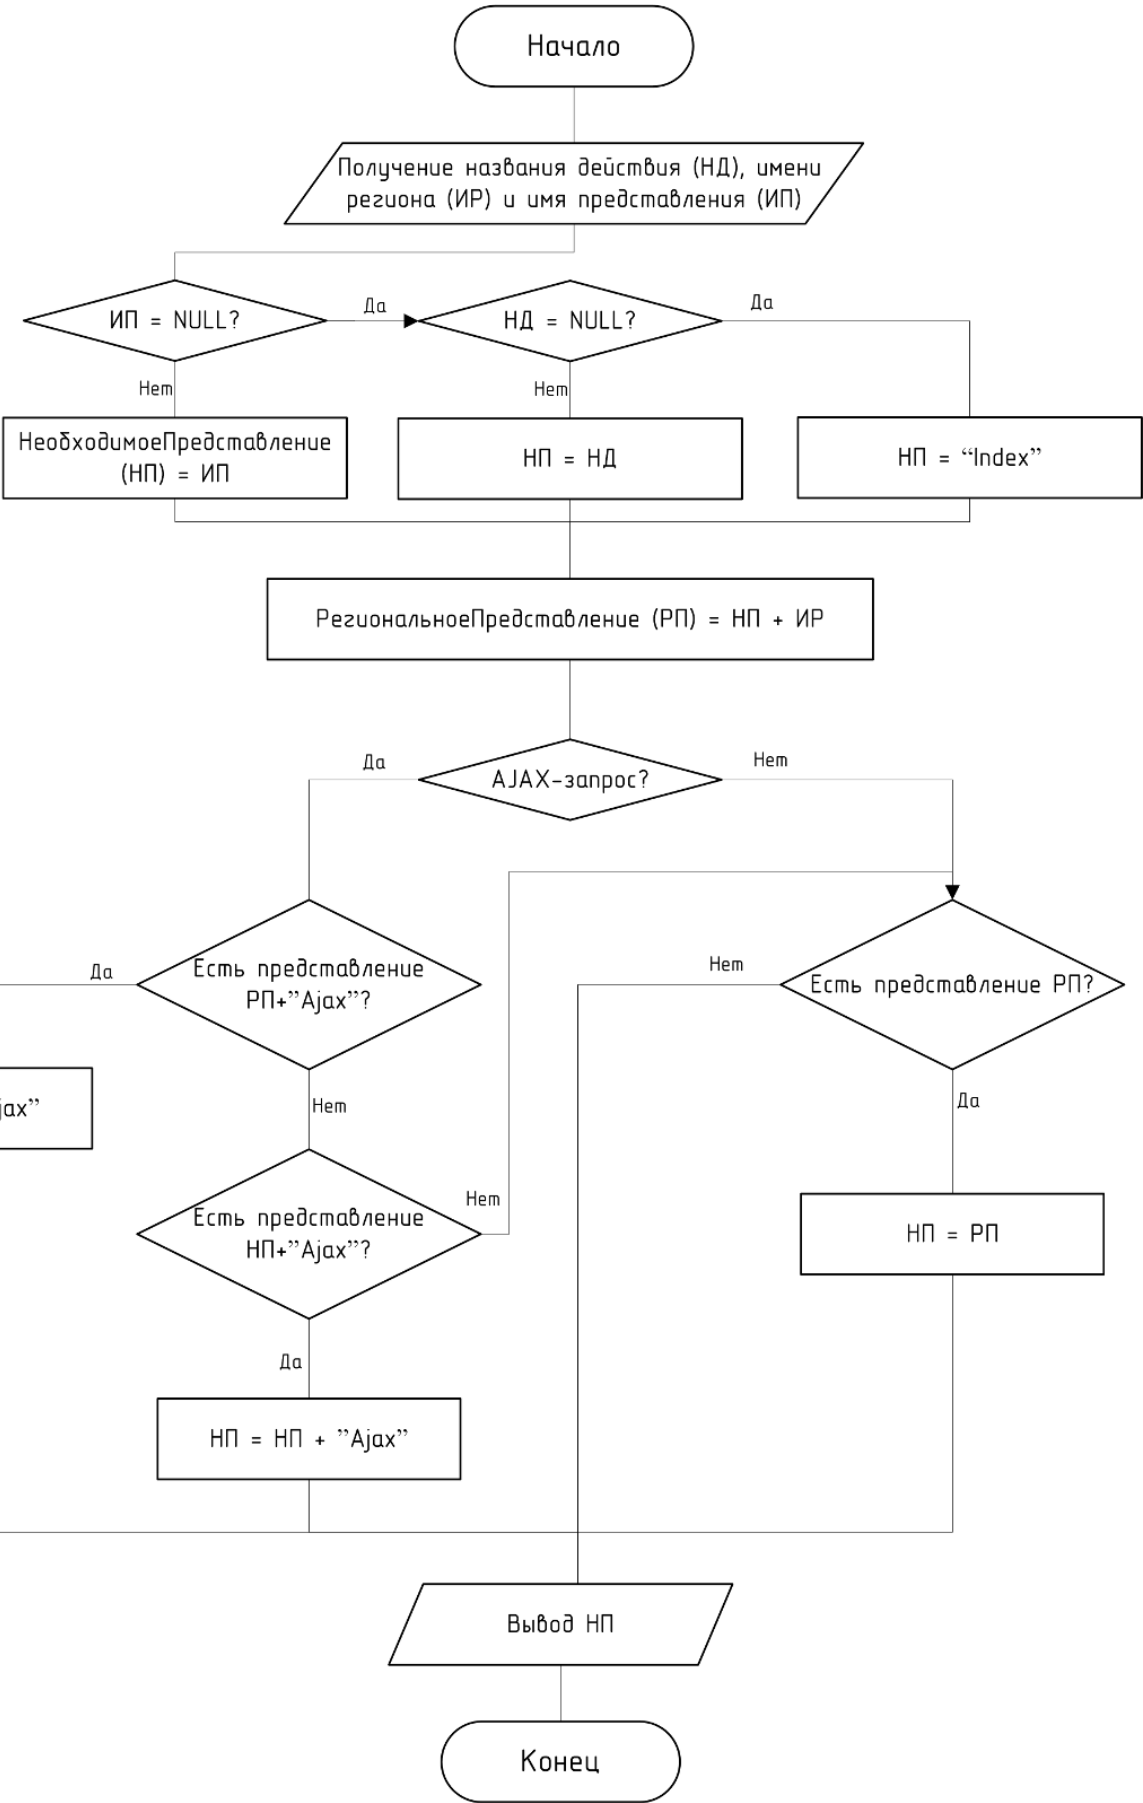 Начало
Получение названия действия (НД), имени
региона (ИР) и имя представления (ИП)
ИП = NULL?
Да
НД = NULL?
Да
Нет
Нет
НеобходимоеПредставление
(НП) = ИП
НП = НД
НП = “Index”
РегиональноеПредставление (РП) = НП + ИР
Да
AJAX-запрос?
Нет
Да
Есть представление
РП+”Ajax”?
Нет
Есть представление РП?
Нет
Да
jax”
Есть представление
НП+”Ajax”?
Нет
НП = РП
Да
НП = НП + ”Ajax”
Вывод НП
Конец